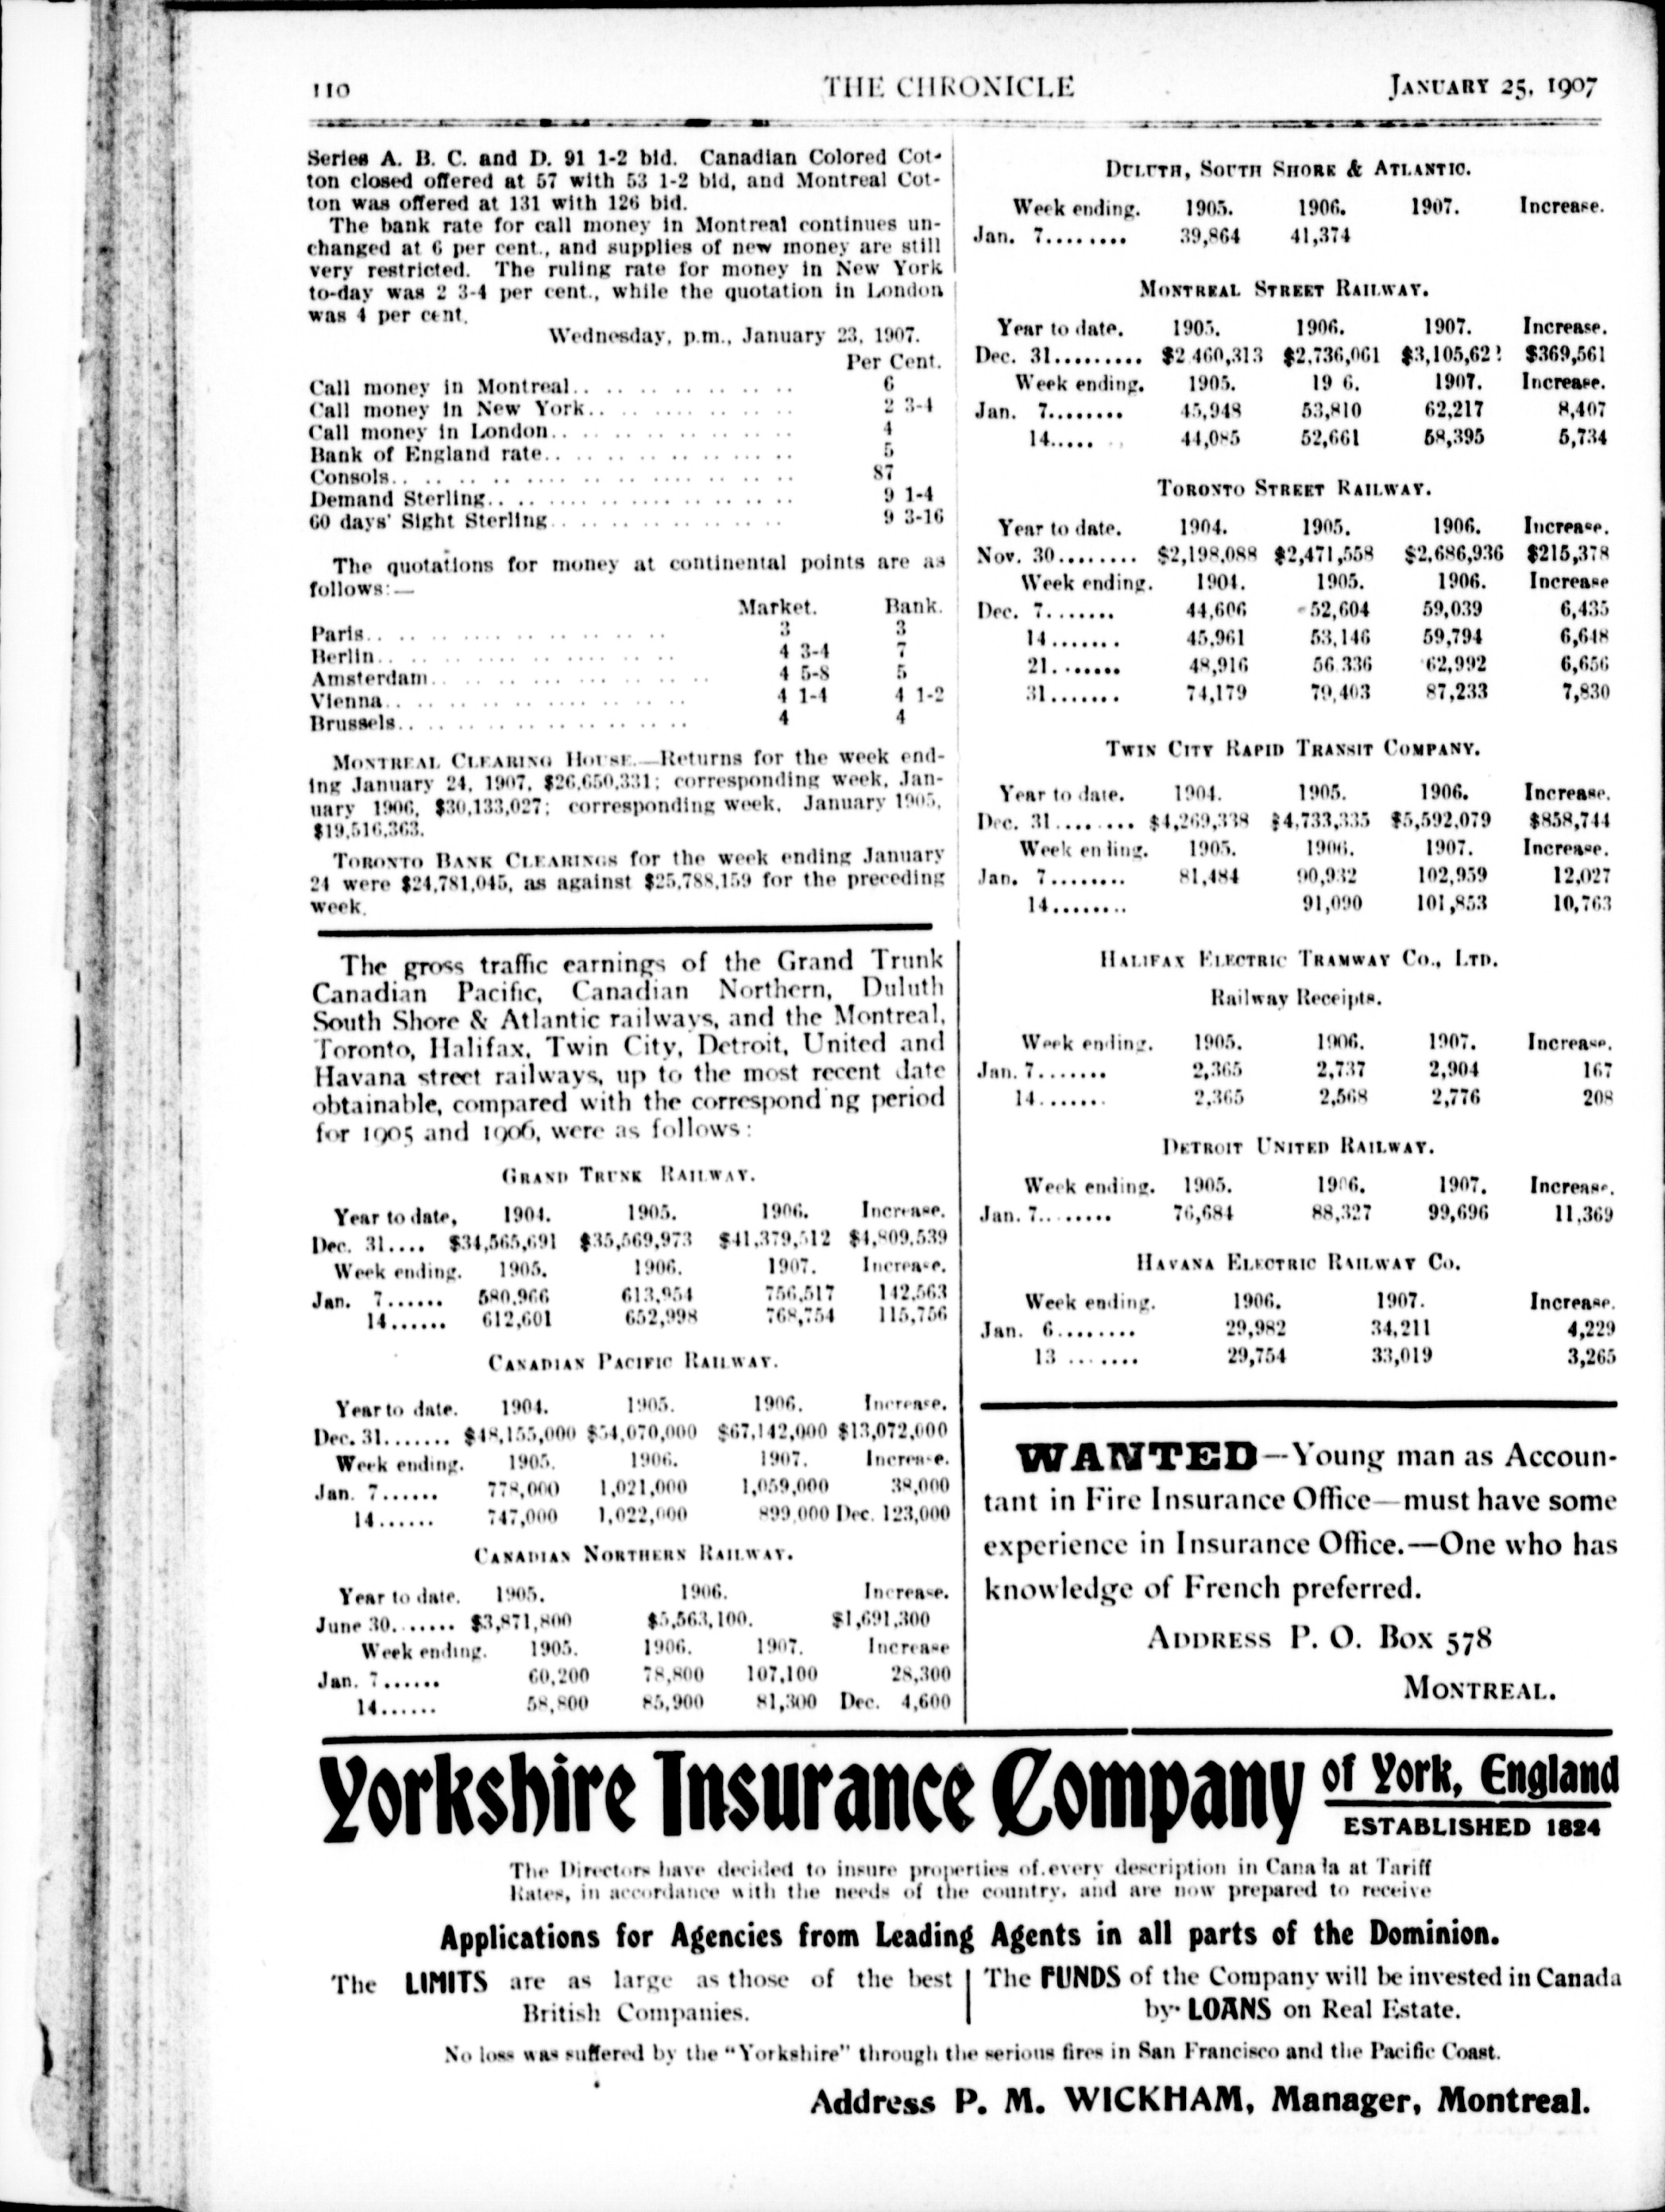 110 THE CHRONICLE JANUARY 25, 1907
Series A. B. C. and D. 91 1-2 bid. Canadian Colored Cot-
ton closed offered at 57 with 53 1-2 bid, and Montreal Cot-
ton was offered at 131 with 126 bid.
The bank rate for call money in Montreal continues un-
changed at 6 per cent., and supplies of new money are still
very restricted. The ruling rate for money in New York
to-day was 2 3-4 per cent., while the quotation in London
was 4 per cent.
Wednesday, p.m., January 23, 1907.
Per Cent.
Call money in Montreal.. .. .. .. .. .. .. .. 6
Call money in New York.. .. .. .. .. .. .. .. 2 3-4
Call money in London.. .. .. .. .. .. .. .. 4
Bank of England rate.. .. .. .. .. .. .. .. 5
Consols.. .. .. .. .. .. .. .. .. .. .. 87
Demand Sterling.. .. .. .. .. .. .. .. .. 9 1-4
60 days' Sight Sterling .. .. .. .. .. .. .. 9 3-16
The quotations for money at continental points are as
follows:—
Market. Bank.
Paris.. .. .. .. .. .. .. .. .. 3 3
Berlin.. .. .. .. .. .. .. .. .. 4 3-4 7
Amsterdam.. .. .. .. .. .. .. .. .. 4 5-8 5
Vienna.. .. .. .. .. .. .. .. .. 4 1-4 4 1-2
Brussels.. .. .. .. .. .. .. .. .. 4 4
MONTREAL CLEARING HOUSE.—Returns for the week end-
ing January 24, 1907, $26,650,331; corresponding week, Jan-
uary 1906, $30,133,027; corresponding week, January 1905,
$19,516,363.
TORONTO BANK CLEARINGS for the week ending January
24 were $24,781,045, as against $25,788,159 for the preceding
week.
The gross traffic earnings of the Grand Trunk
Canadian Pacific, Canadian Northern, Duluth
South Shore & Atlantic railways, and the Montreal,
Toronto, Halifax, Twin City, Detroit, United and
Havana street railways, up to the most recent date
obtainable, compared with the correspond ng period
for 1905 and 1906, were as follows:
GRAND TRUNK RAILWAY.
Year to date, 1904. 1905. 1906. Increase.
Dec. 31.... $34,565,691 $35,569,973 $41,379,512 $4,809,539
Week ending. 1905. 1906. 1907. Increase.
Jan. 7...... 580,966 613,954 756,517 142,563
14...... 612,601 652,998 768,754 115,756
CANADIAN PACIFIC RAILWAY.
Year to date. 1904. 1905. 1906. Increase.
Dec. 31....... $48,155,000 $54,070,000 $67,142,000 $13,072,000
Week ending. 1905. 1906. 1907. Increase.
Jan. 7...... 778,000 1,021,000 1,059,000 38,000
14...... 747,000 1,022,000 899,000 Dec. 123,000
CANADIAN NORTHERN RAILWAY.
Year to date. 1905. 1906. Increase.
June 30....... $3,871,800 $5,563,100. $1,691,300
Week ending. 1905. 1906. 1907. Increase
Jan. 7...... 60,200 78,800 107,100 28,300
14...... 58,800 85,900 81,300 Dec. 4,600
DULUTH, SOUTH SHORE & ATLANTIC.
Week ending. 1905. 1906. 1907. Increase.
Jan. 7........ 39,864 41,374
MONTREAL STREET RAILWAY.
Year to date. 1905. 1906. 1907. Increase.
Dec. 31......... $2 460,313 $2,736,061 $3,105,62 $369,561
Week ending. 1905. 19 6. 1907. Increase.
Jan. 7........ 45,948 53,810 62,217 8,407
14..... 44,085 52,661 58,395 5,734
TORONTO STREET RAILWAY.
Year to date. 1904. 1905. 1906. Increase.
Nov. 30........ $2,198,088 $2,471,558 $2,686,936 $215,378
Week ending. 1904. 1905. 1906. Increase
Dec. 7....... 44,606 52,604 59,039 6,435
14....... 45,961 53,146 59,794 6,648
21....... 48,916 56 336 62,992 6,656
31....... 74,179 79,403 87,233 7,830
TWIN CITY RAPID TRANSIT COMPANY.
Year to date. 1904. 1905. 1906. Increase.
Dec. 31........ $4,269,338 $4,733,335 $5,592,079 $858,744
Week en ling. 1905. 1906. 1907. Increase.
Jan. 7........ 81,484 90,932 102,959 12,027
14........ 91,090 101,853 10,763
HALIFAX ELECTRIC TRAMWAY CO., LTD.
Railway Receipts.
Week ending. 1905. 1906. 1907. Increase.
Jan. 7....... 2,365 2,737 2,904 167
14....... 2,365 2,568 2,776 208
DETROIT UNITED RAILWAY.
Week ending. 1905. 1906. 1907. Increase.
Jan. 7........ 76,684 88,327 99,696 11,369
HAVANA ELECTRIC RAILWAY CO.
Week ending. 1906. 1907. Increase.
Jan. 6........ 29,982 34,211 4,229
13 ....... 29,754 33,019 3,265
WANTED—Young man as Accoun-
tant in Fire Insurance Office—must have some
experience in Insurance Office.—One who has
knowledge of French preferred.
ADDRESS P. O. Box 578
MONTREAL.
Yorkshire Insurance Company of York, England
ESTABLISHED 1824
The Directors have decided to insure properties of every description in Cana la at Tariff
Rates, in accordance with the needs of the country, and are now prepared to receive
Applications for Agencies from Leading Agents in all parts of the Dominion.
The LIMITS are as large as those of the best
British Companies.
The FUNDS of the Company will be invested in Canada
by LOANS on Real Estate.
No loss was suffered by the "Yorkshire" through the serious fires in San Francisco and the Pacific Coast.
Address P. M. WICKHAM, Manager, Montreal.